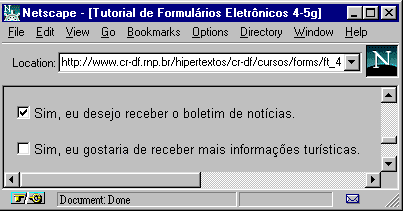 Netscape - [Tutorial de Formulários Eletrônicos 4-5g]
File Edit View Go Bookmarks Options Directory Window Help
Location: http://www.cr-df.rnp.br/hipertextos/cr-df/cursos/forms/ft_4
N
Sim, eu desejo receber o boletim de notícias.
Sim, eu gostaria de receber mais informações turísticas.
Document: Done